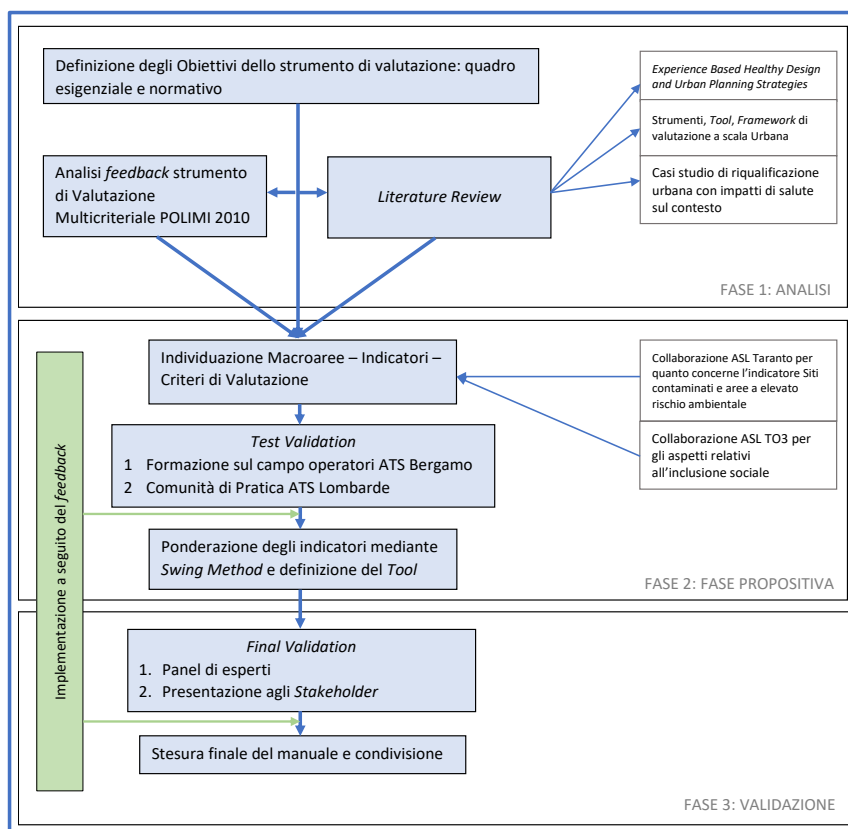 Definizione degli Obiettivi dello strumento di valutazione: quadro
esigenziale e normativo
Experience Based Healthy Design
and Urban Planning Strategies
Strumenti, Tool, Framework di
valutazione a scala Urbana
Casi studio di riqualificazione
urbana con impatti di salute
sul contesto
Analisi feedback strumento
di Valutazione
Multicriteriale POLIMI 2010
Literature Review
FASE 1: ANALISI
Individuazione Macroaree – Indicatori –
Criteri di Valutazione
Collaborazione ASL Taranto per
quanto concerne l'indicatore Siti
contaminati e aree a elevato
rischio ambientale
Collaborazione ASL TO3 per
gli aspetti relativi
all'inclusione sociale
Test Validation
1 Formazione sul campo operatori ATS Bergamo
2 Comunità di Pratica ATS Lombarde
Ponderazione degli indicatori mediante
Swing Method e definizione del Tool
FASE 2: FASE PROPOSITIVA
Implementazione a seguito del feedback
Final Validation
1. Panel di esperti
2. Presentazione agli Stakeholder
Stesura finale del manuale e condivisione
FASE 3: VALIDAZIONE